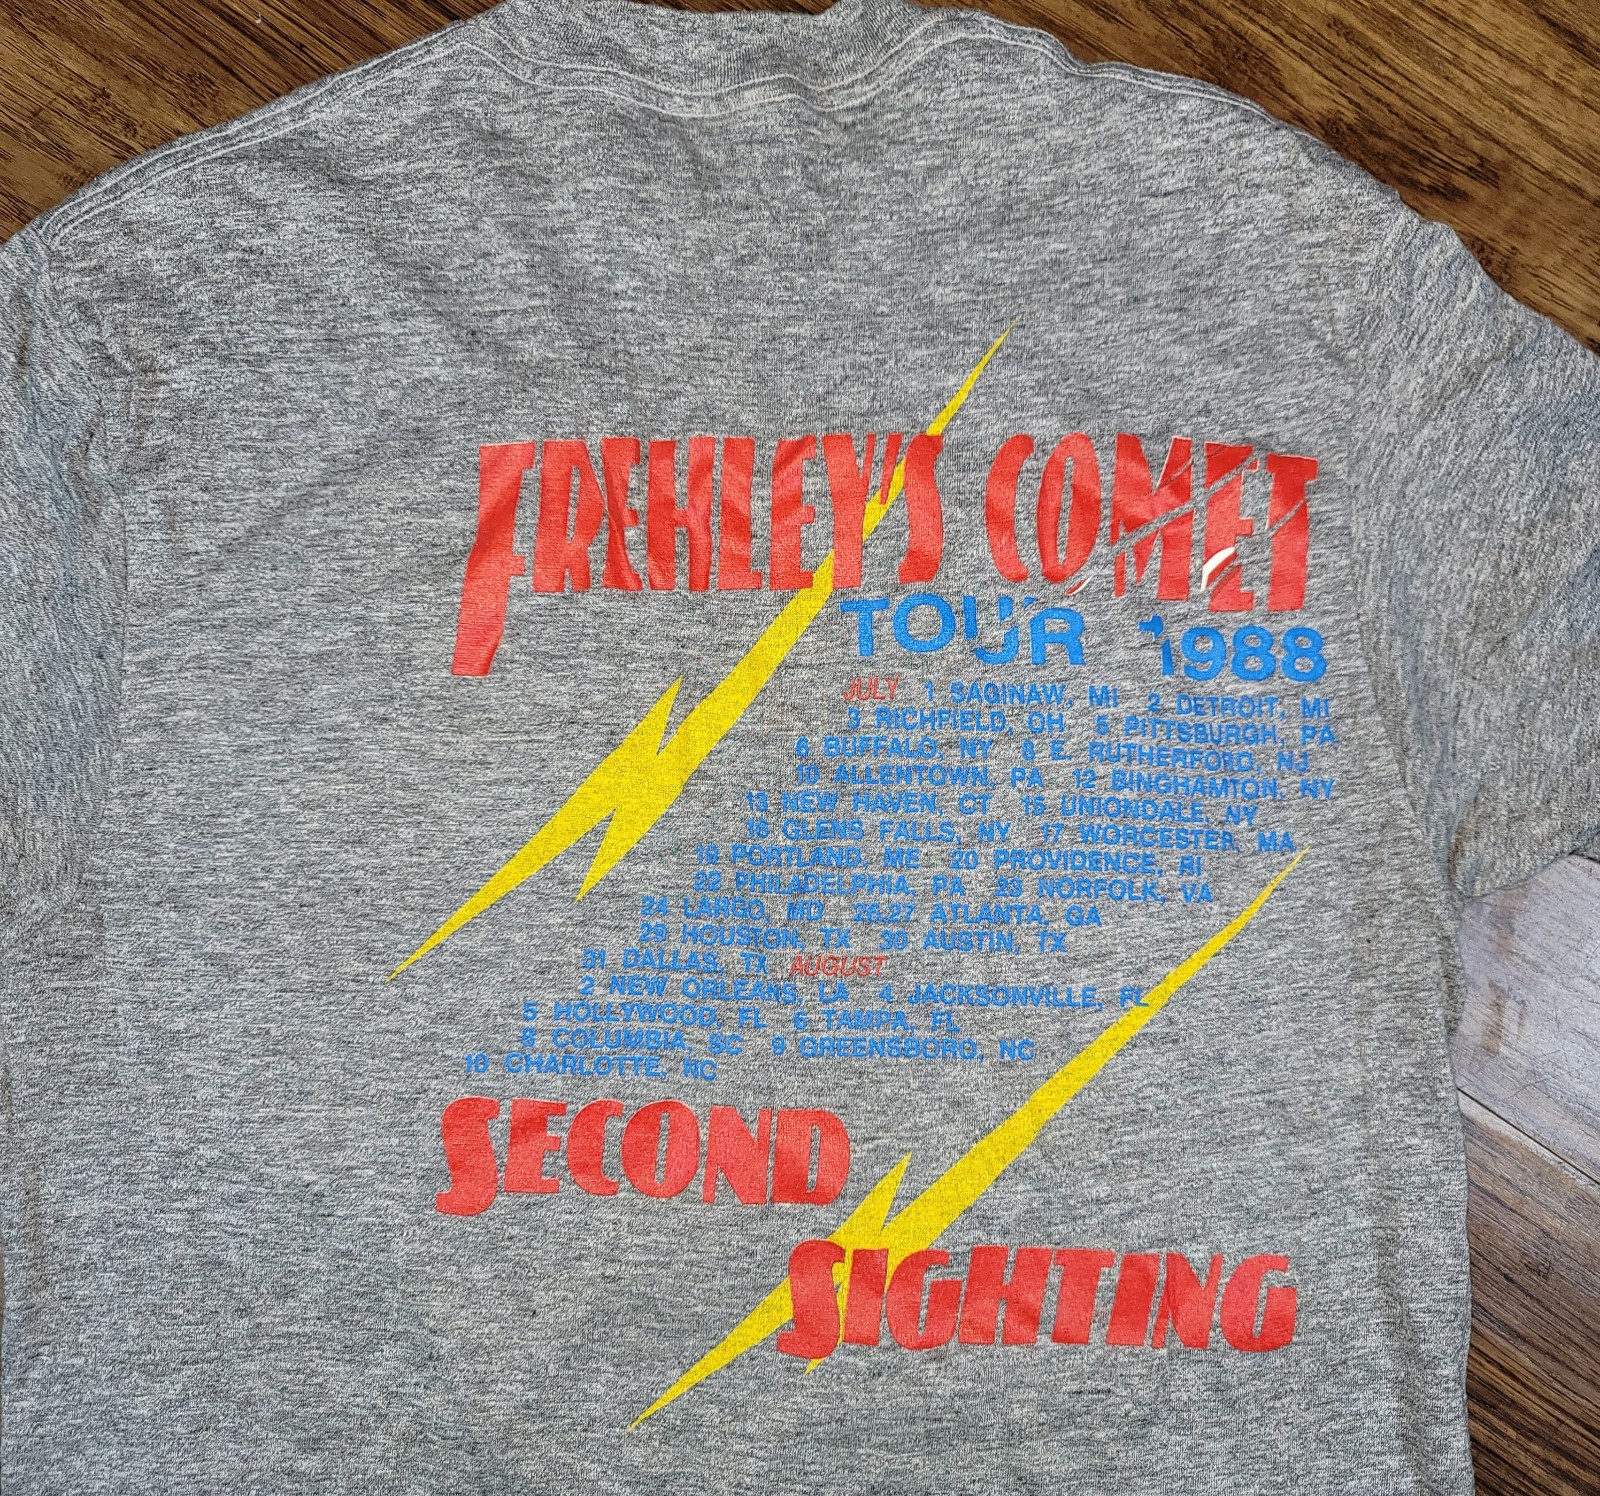 FREHLEY'S COMET
TOUR 1988
JULY 1 SAGINAW, MI 2 DETROIT, MI
3 RICHFIELD, OH 5 PITTSBURGH, PA
6 BUFFALO, NY 8 E. RUTHERFORD, NJ
10 ALLENTOWN, PA 12 BINGHAMTON, NY
13 NEW HAVEN, CT 15 UNIONDALE, NY
16 GLENS FALLS, NY 17 WORCESTER, MA
19 PORTLAND, ME 20 PROVIDENCE, RI
22 PHILADELPHIA, PA 23 NORFOLK, VA
24 LARGO, MD 26,27 ATLANTA, GA
29 HOUSTON, TX 30 AUSTIN, TX
31 DALLAS, TX AUGUST
2 NEW ORLEANS, LA 4 JACKSONVILLE, FL
5 HOLLYWOOD, FL 6 TAMPA, FL
8 COLUMBIA, SC 9 GREENSBORO, NC
10 CHARLOTTE, NC
SECOND
SIGHTING